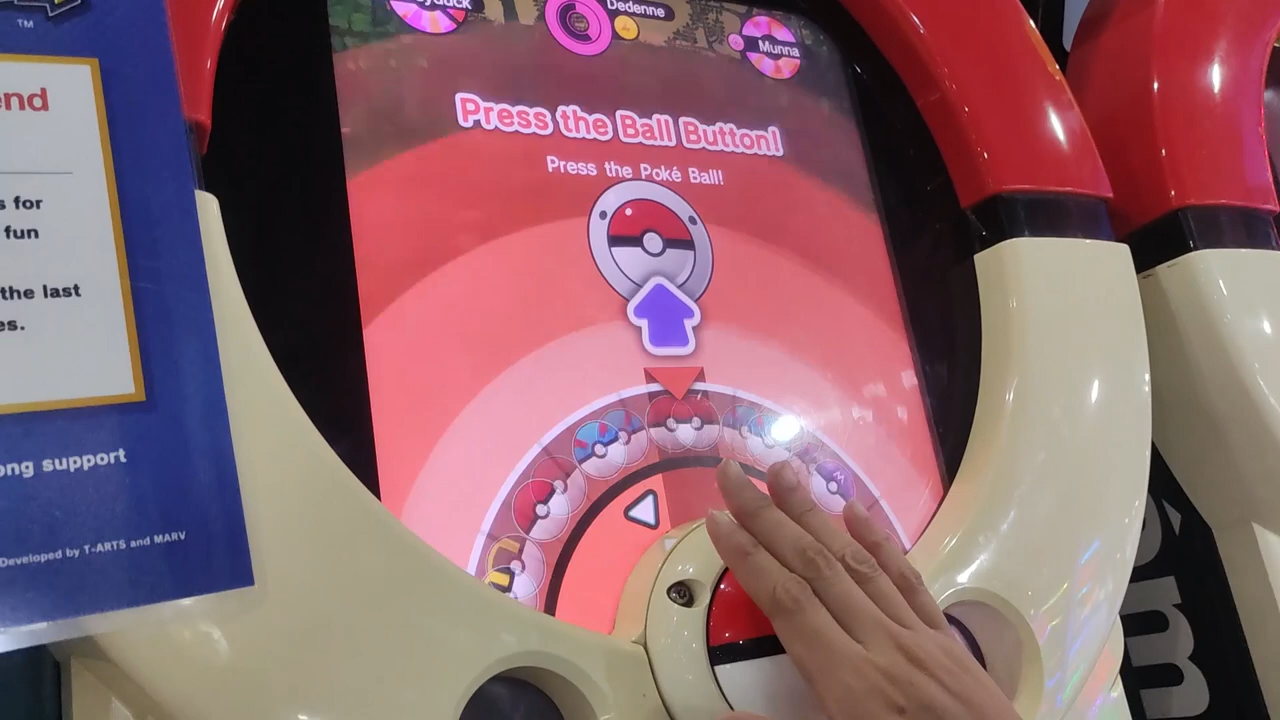 TM
end
s for
fun
the last
es.
ong support
Developed by T-ARTS and MARV
Dedenne
Munna
Press the Ball Button!
Press the Poké Ball!